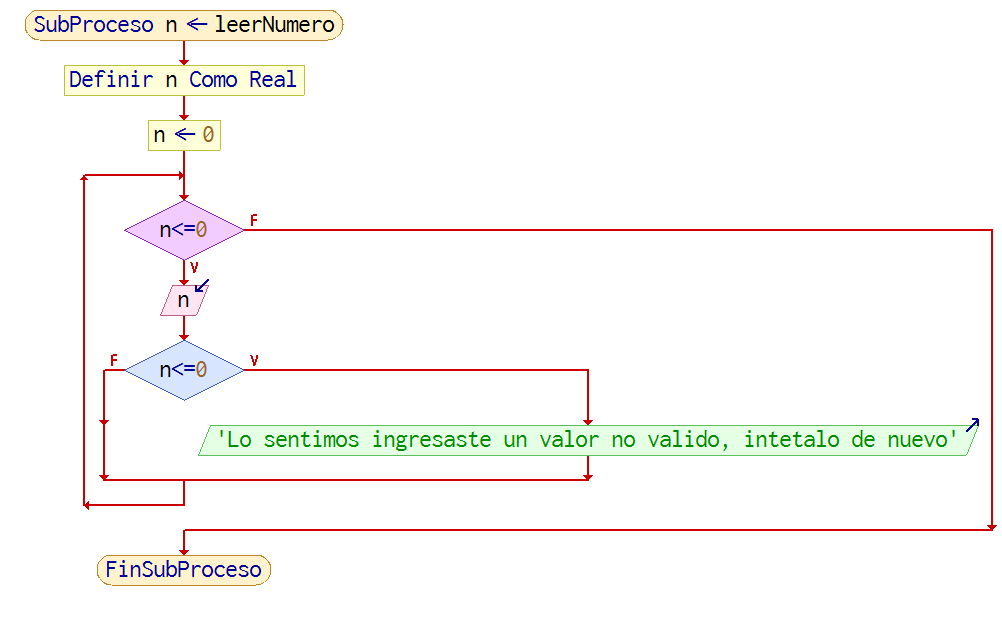 SubProceso n ← leerNumero
Definir n Como Real
n ← 0
n<=0
F
V
n
F
n<=0
V
'Lo sentimos ingresaste un valor no valido, intetalo de nuevo'
FinSubProceso